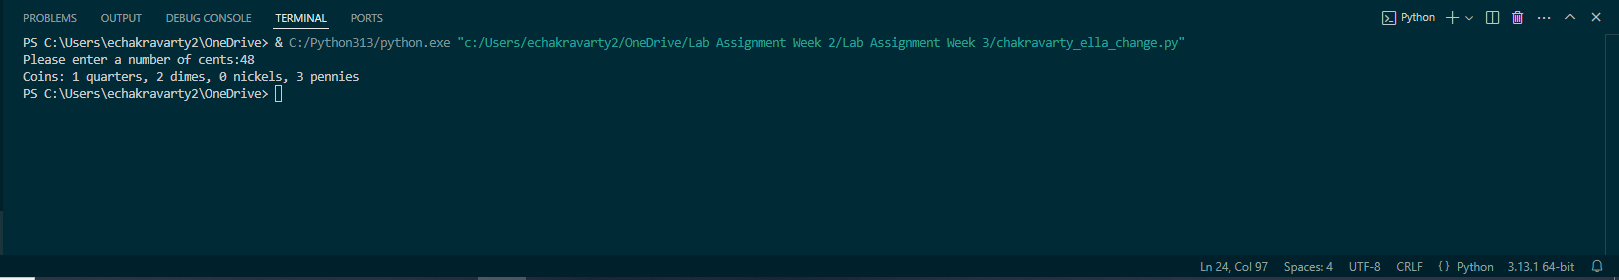 PROBLEMS OUTPUT DEBUG CONSOLE TERMINAL PORTS Python
PS C:\Users\echakravarty2\OneDrive> & C:/Python313/python.exe "c:/Users/echakravarty2/OneDrive/Lab Assignment Week 2/Lab Assignment Week 3/chakravarty_ella_change.py"
Please enter a number of cents:48
Coins: 1 quarters, 2 dimes, 0 nickels, 3 pennies
PS C:\Users\echakravarty2\OneDrive>
Ln 24, Col 97 Spaces: 4 UTF-8 CRLF {} Python 3.13.1 64-bit